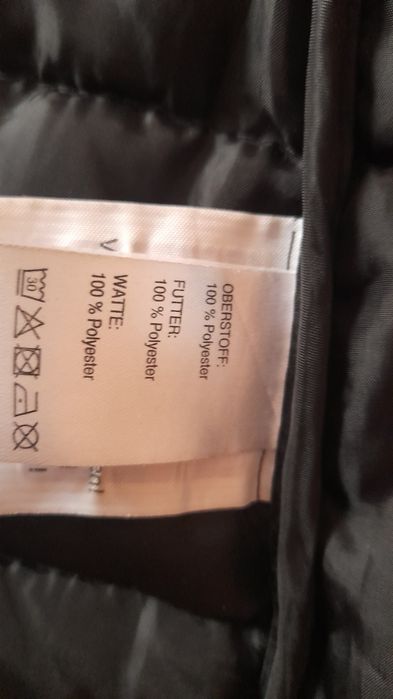 OBERSTOFF:
100 % Polyester
FUTTER:
100 % Polyester
WATTE:
100 % Polyester
30